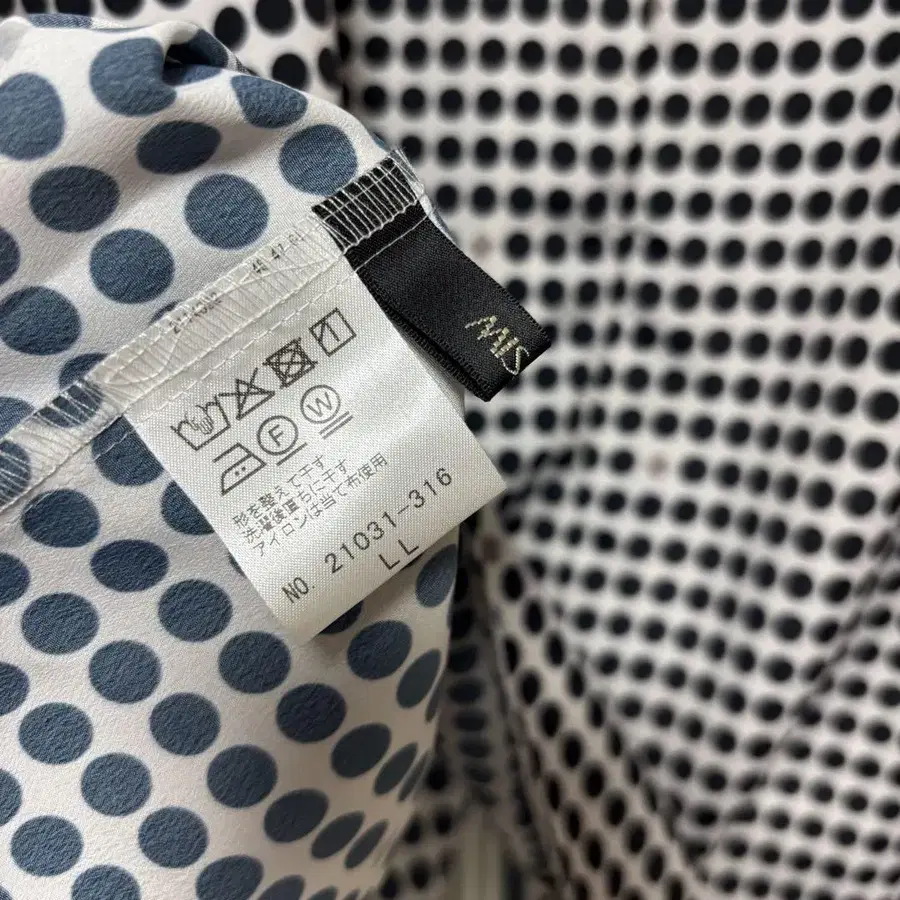 F W
形を整えて干す
洗濯後直ちに干す
アイロンは当て布使用
NO. 21031-316
LL